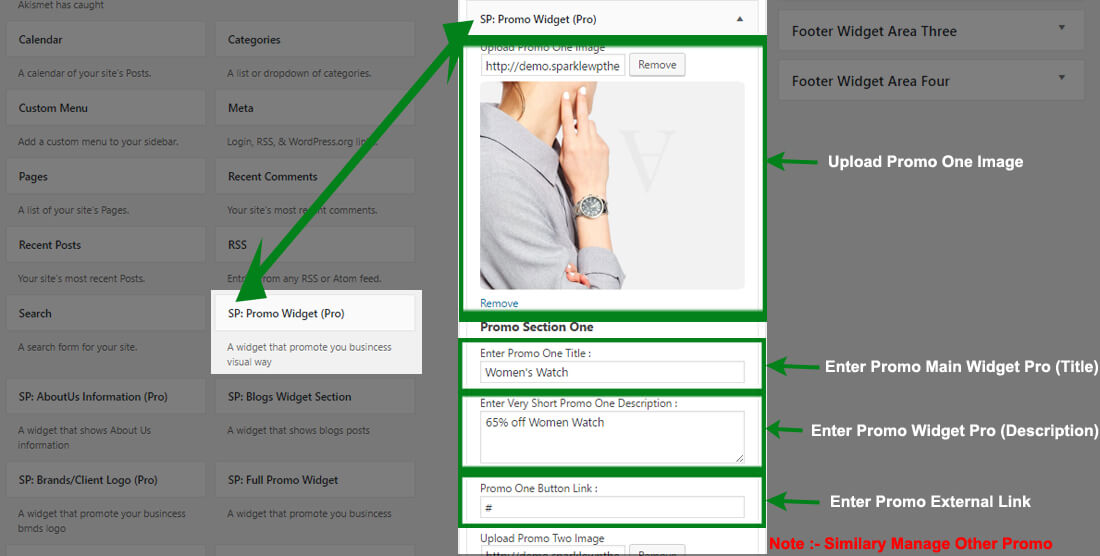 Akismet has caught
Calendar
Categories
A calendar of your site's Posts.
A list or dropdown of categories.
Custom Menu
Meta
Add a custom menu to your sidebar.
Login, RSS, & WordPress.org links.
Pages
Recent Comments
A list of your site's Pages.
Your site's most recent comments.
Recent Posts
RSS
Your site's most recent Posts.
Entries from any RSS or Atom feed.
Search
SP: Promo Widget (Pro)
A search form for your site.
A widget that promote you buincess
visual way
SP: AboutUs Information (Pro)
SP: Blogs Widget Section
A widget that shows About Us
information
A widget that shows blogs posts
SP: Brands/Client Logo (Pro)
SP: Full Promo Widget
A widget that promote your business
brnds logo
A widget that promote you business
SP: Promo Widget (Pro)
Upload Promo One Image
http://demo.sparklewpthe
Remove
A
Remove
Promo Section One
Enter Promo One Title :
Women's Watch
Enter Very Short Promo One Description :
65% off Women Watch
Promo One Button Link :
#
Upload Promo Two Image
http://demo.sparklewpthe
Remove
Footer Widget Area Three
Footer Widget Area Four
Upload Promo One Image
Enter Promo Main Widget Pro (Title)
Enter Promo Widget Pro (Description)
Enter Promo External Link
Note :- Similary Manage Other Promo